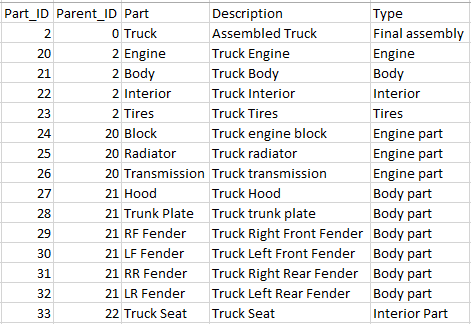 Part_ID Parent_ID Part Description Type
2 0 Truck Assembled Truck Final assembly
20 2 Engine Truck Engine Engine
21 2 Body Truck Body Body
22 2 Interior Truck Interior Interior
23 2 Tires Truck Tires Tires
24 20 Block Truck engine block Engine part
25 20 Radiator Truck radiator Engine part
26 20 Transmission Truck transmission Engine part
27 21 Hood Truck Hood Body part
28 21 Trunk Plate Truck trunk plate Body part
29 21 RF Fender Truck Right Front Fender Body part
30 21 LF Fender Truck Left Front Fender Body part
31 21 RR Fender Truck Right Rear Fender Body part
32 21 LR Fender Truck Left Rear Fender Body part
33 22 Truck Seat Truck Seat Interior Part